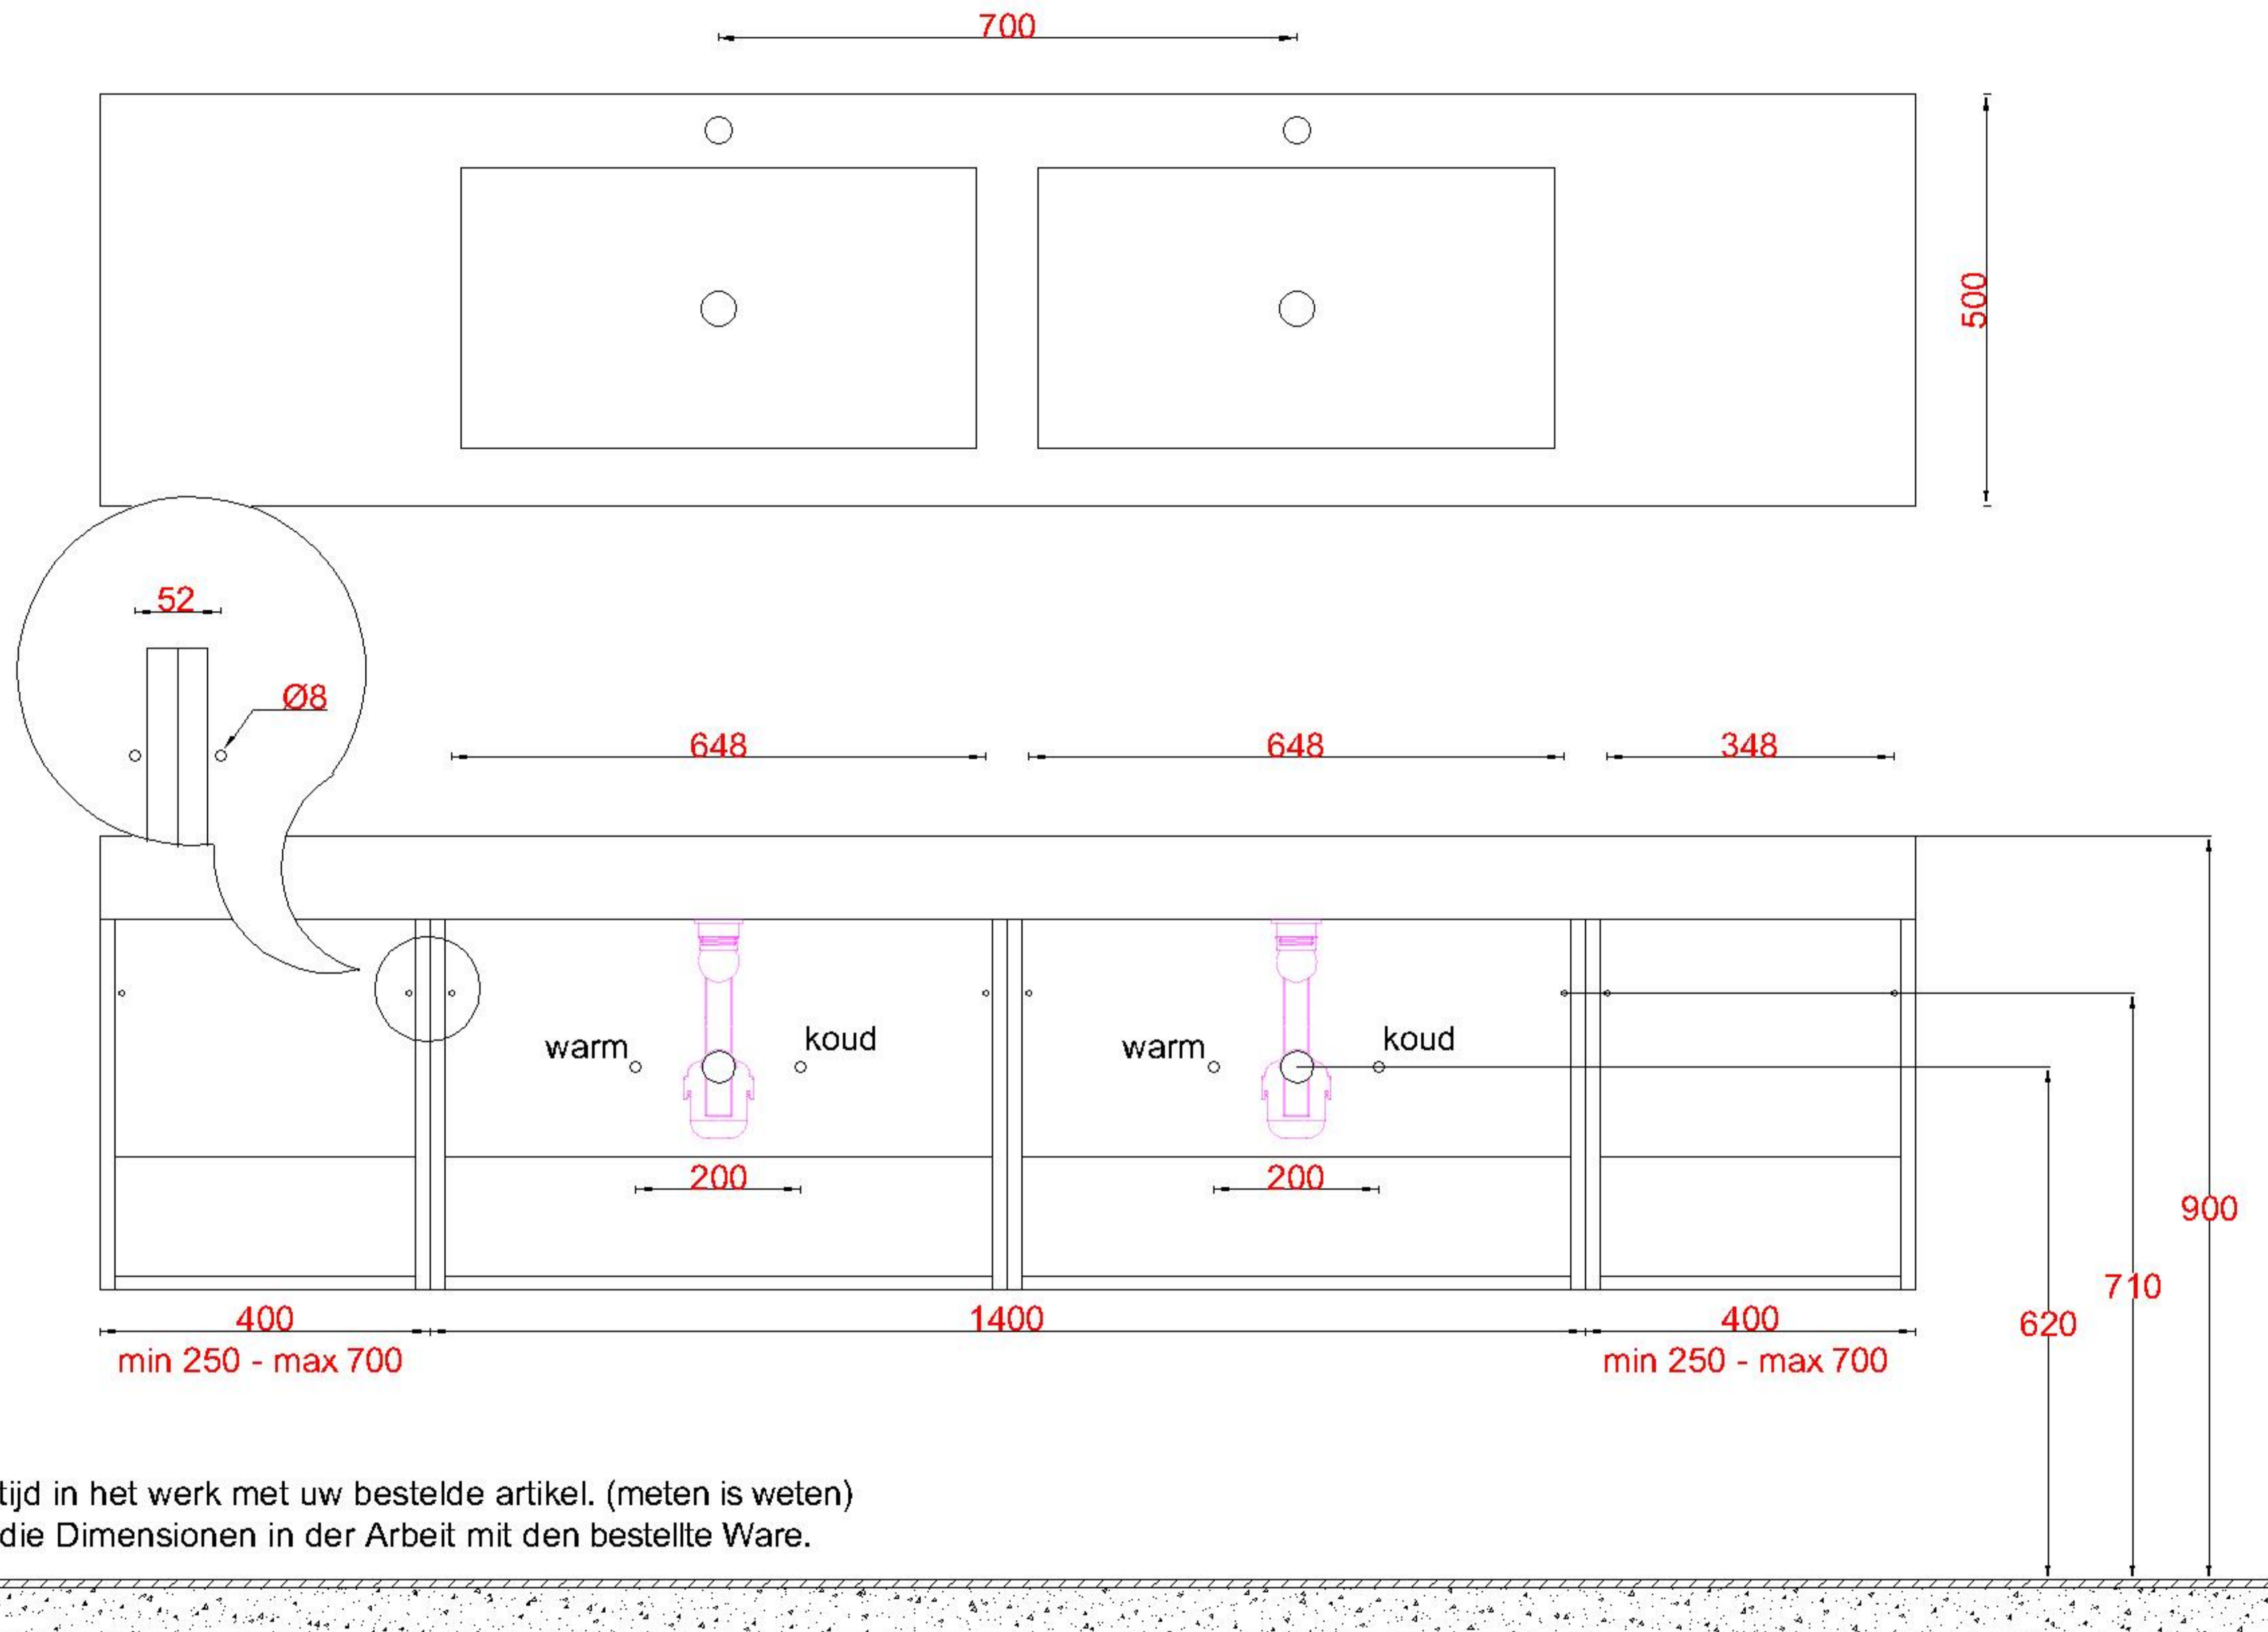 700
500
52
Ø8
648
648
348
warm
koud
warm
koud
200
200
900
710
620
400
1400
400
min 250 - max 700
min 250 - max 700
tijd in het werk met uw bestelde artikel. (meten is weten)
die Dimensionen in der Arbeit mit den bestellte Ware.